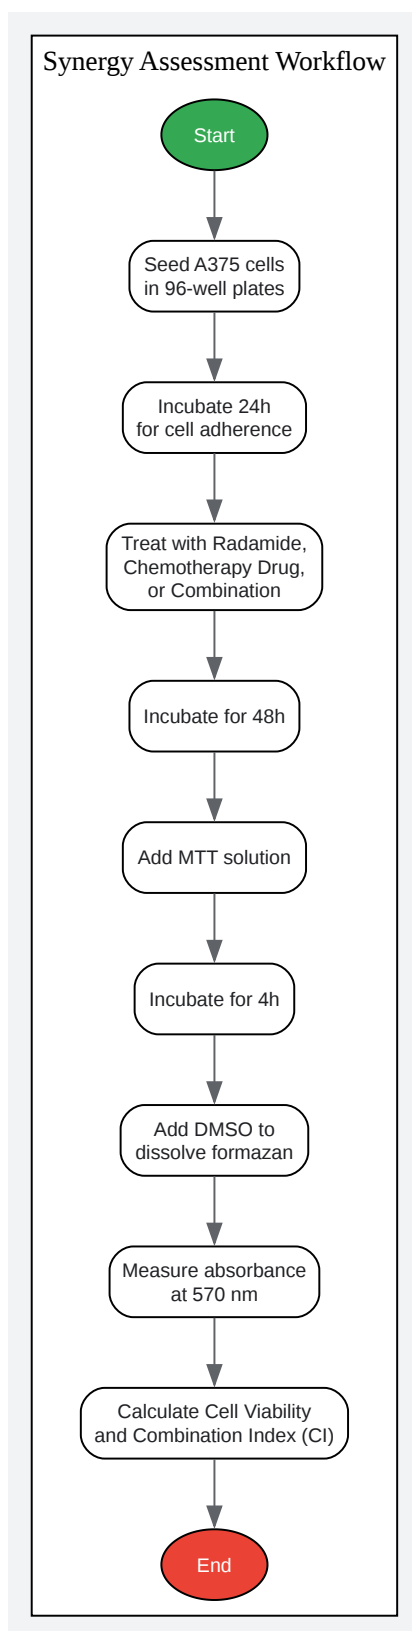 Synergy Assessment Workflow
Start
Seed A375 cells
in 96-well plates
Incubate 24h
for cell adherence
Treat with Radamide,
Chemotherapy Drug,
or Combination
Incubate for 48h
Add MTT solution
Incubate for 4h
Add DMSO to
dissolve formazan
Measure absorbance
at 570 nm
Calculate Cell Viability
and Combination Index (CI)
End